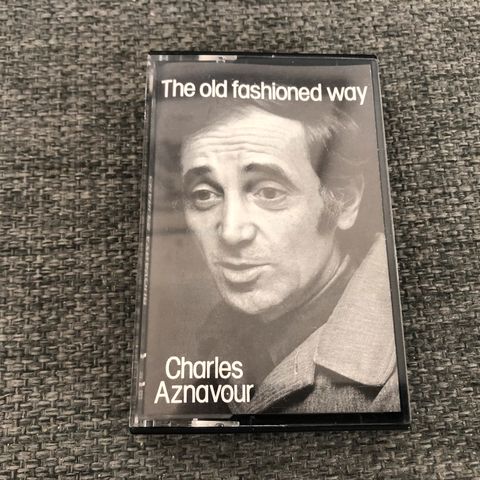 The old fashioned way
Charles
Aznavour